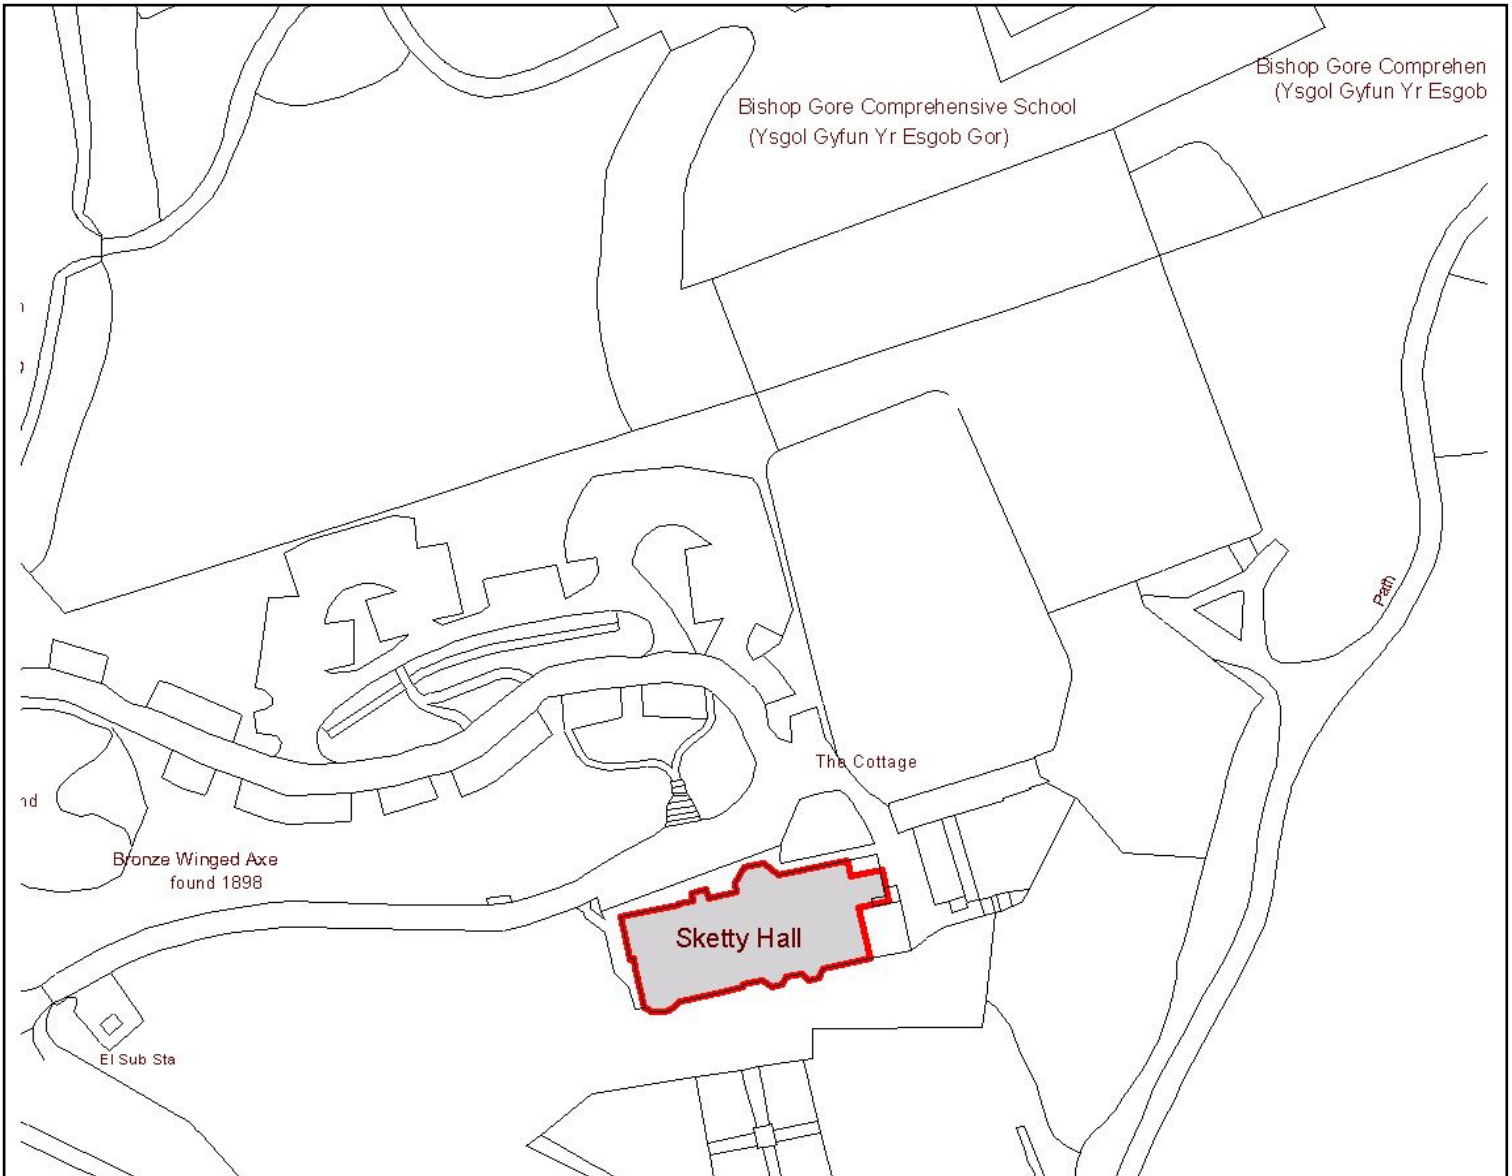 Bishop Gore Comprehen
(Ysgol Gyfun Yr Esgob
Bishop Gore Comprehensive School
(Ysgol Gyfun Yr Esgob Gor)
Path
The Cottage
nd
Bronze Winged Axe
found 1898
Sketty Hall
El Sub Sta